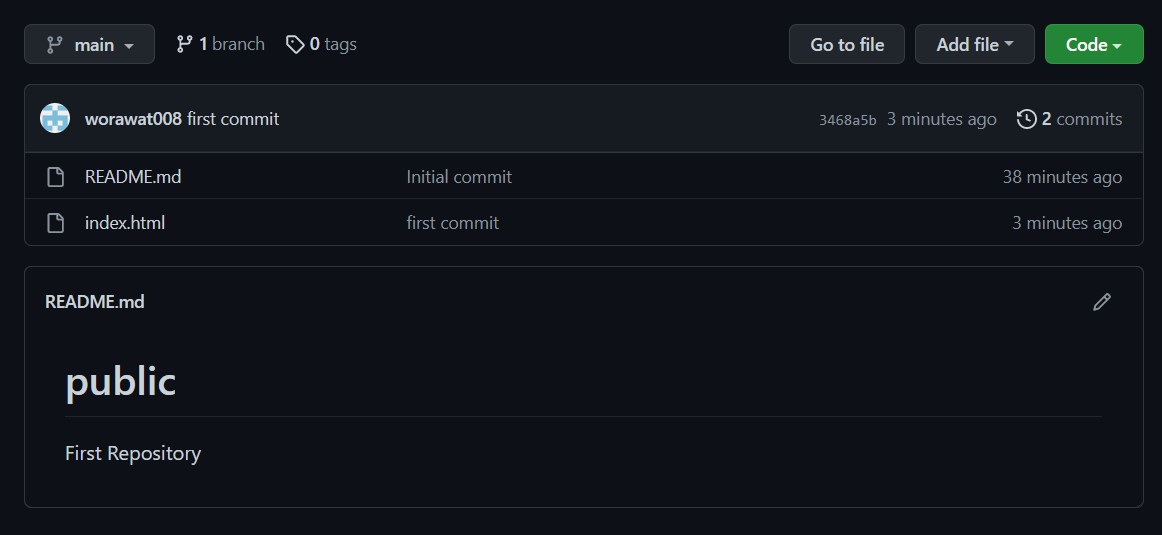 main 1 branch 0 tags Go to file Add file Code
worawat008 first commit 3468a5b 3 minutes ago 2 commits
README.md Initial commit 38 minutes ago
index.html first commit 3 minutes ago
README.md
public
First Repository